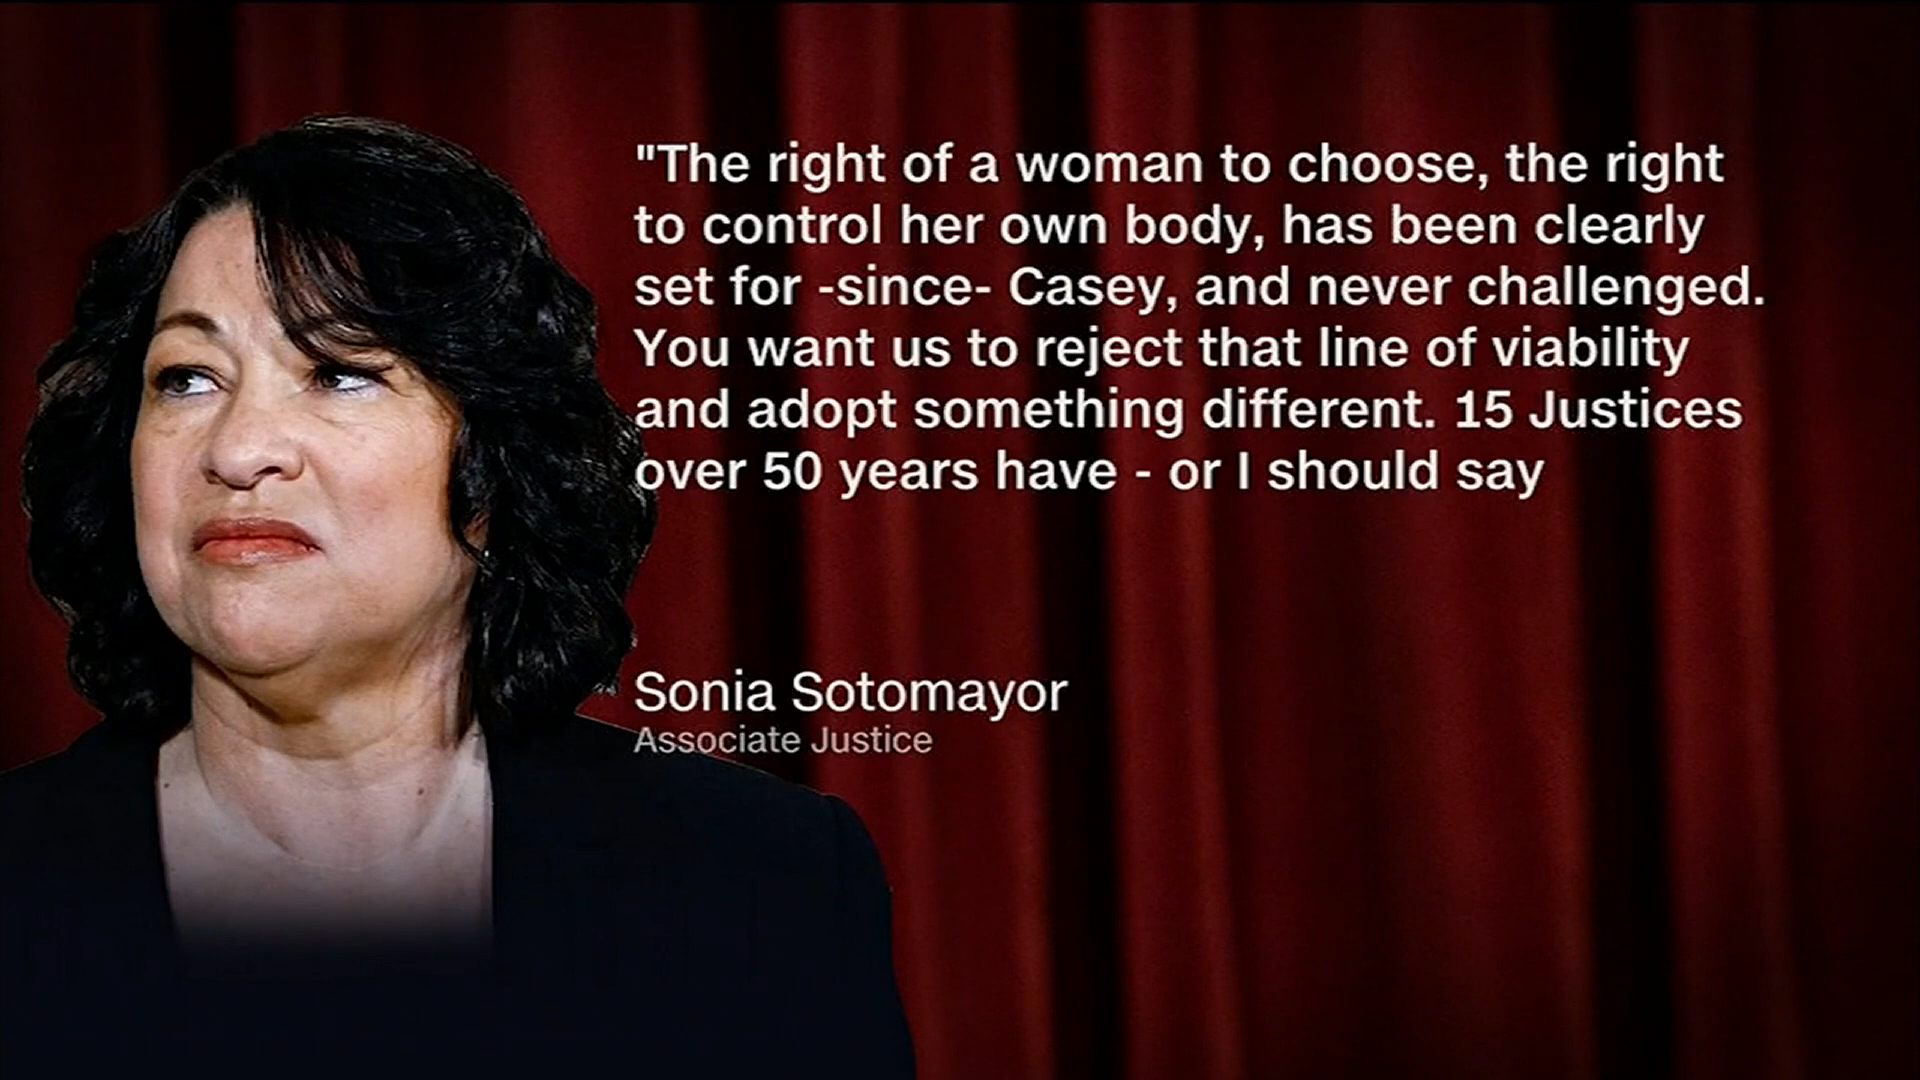 "The right of a woman to choose, the right
to control her own body, has been clearly
set for -since- Casey, and never challenged.
You want us to reject that line of viability
and adopt something different. 15 Justices
over 50 years have - or I should say
Sonia Sotomayor
Associate Justice